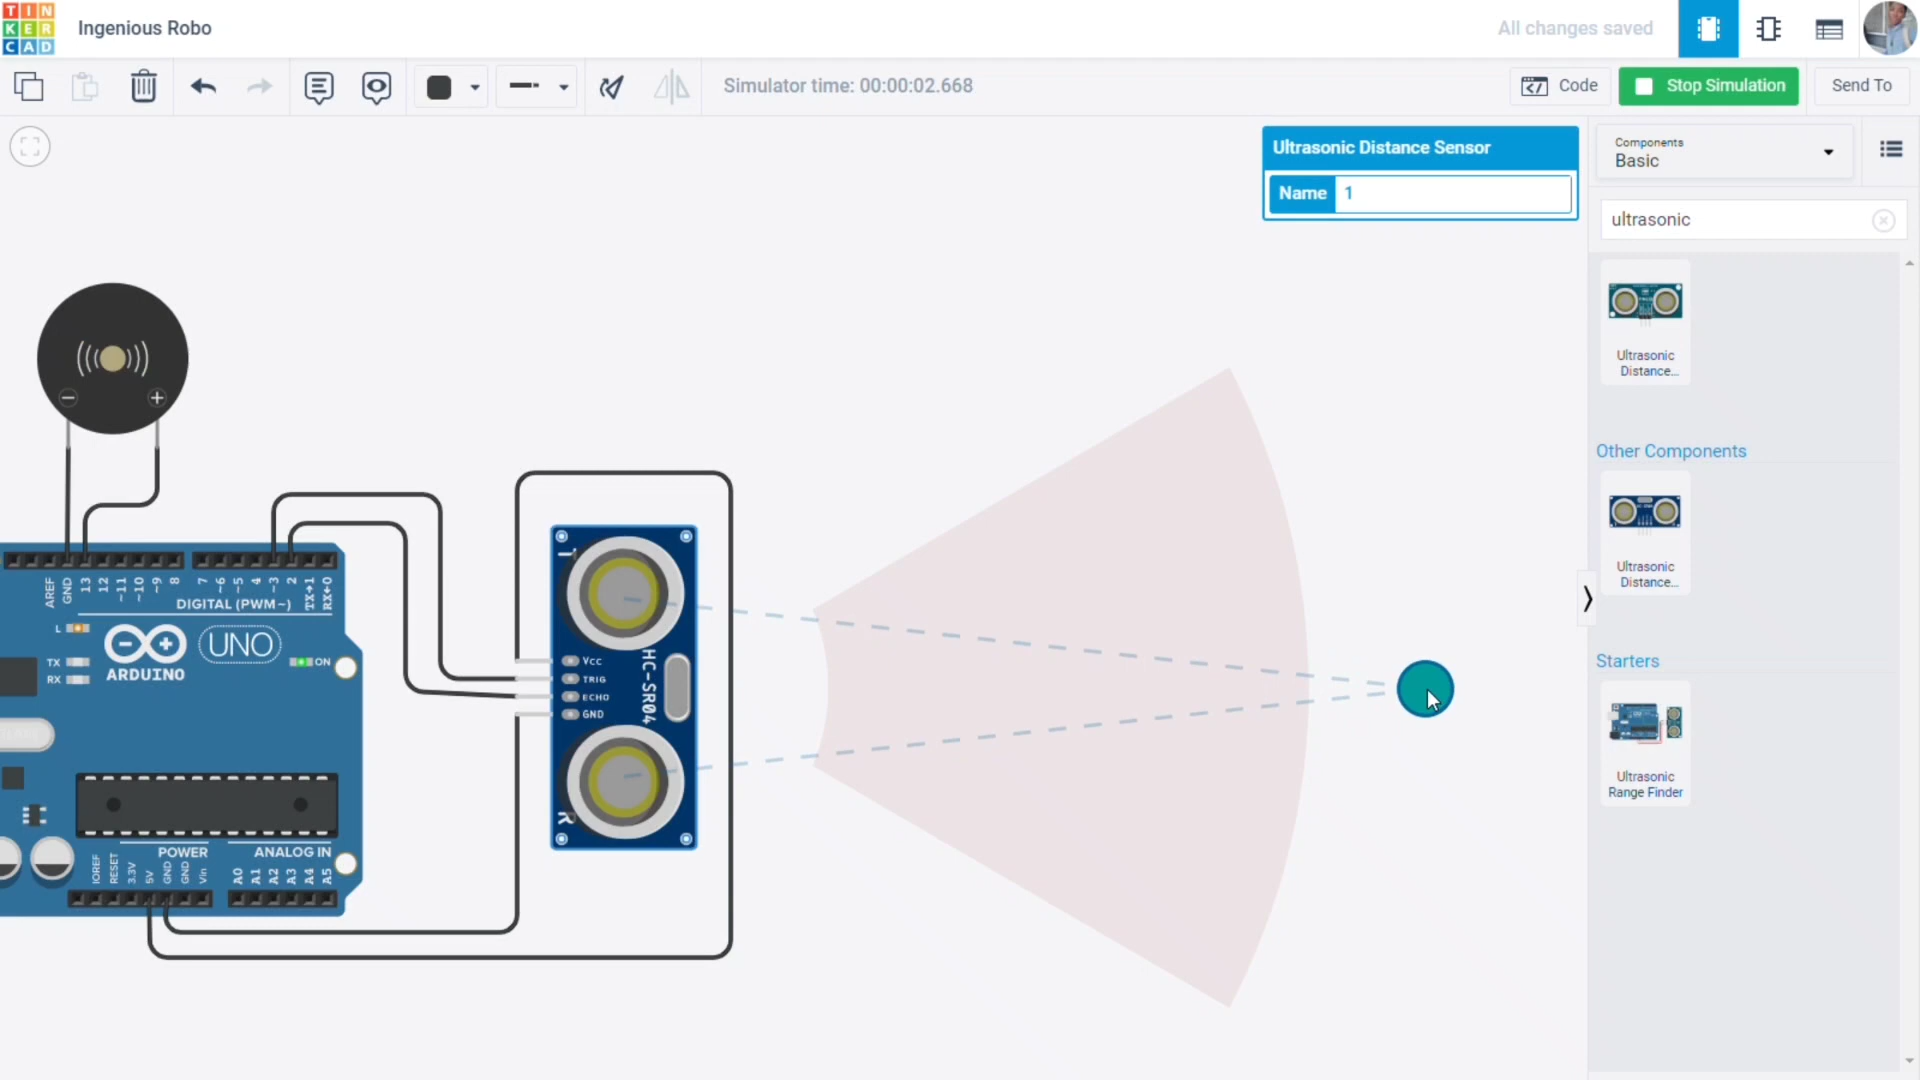 TIN
KER
CAD
Ingenious Robo
All changes saved
Simulator time: 00:00:02.668
Code
Stop Simulation
Send To
Ultrasonic Distance Sensor
Name 1
Components
Basic
ultrasonic
Ultrasonic
Distance...
Other Components
Ultrasonic
Distance...
Starters
Ultrasonic
Range Finder
AREF
GND
13
12
~11
~10
~9
8
7
~6
~5
4
~3
2
TX→1
RX←0
DIGITAL (PWM~)
L
TX
RX
UNO
ARDUINO
ON
POWER
ANALOG IN
IOREF
RESET
3.3V
5V
GND
GND
Vin
A0
A1
A2
A3
A4
A5
T
Vcc
TRIG
ECHO
GND
HC-SR04
R